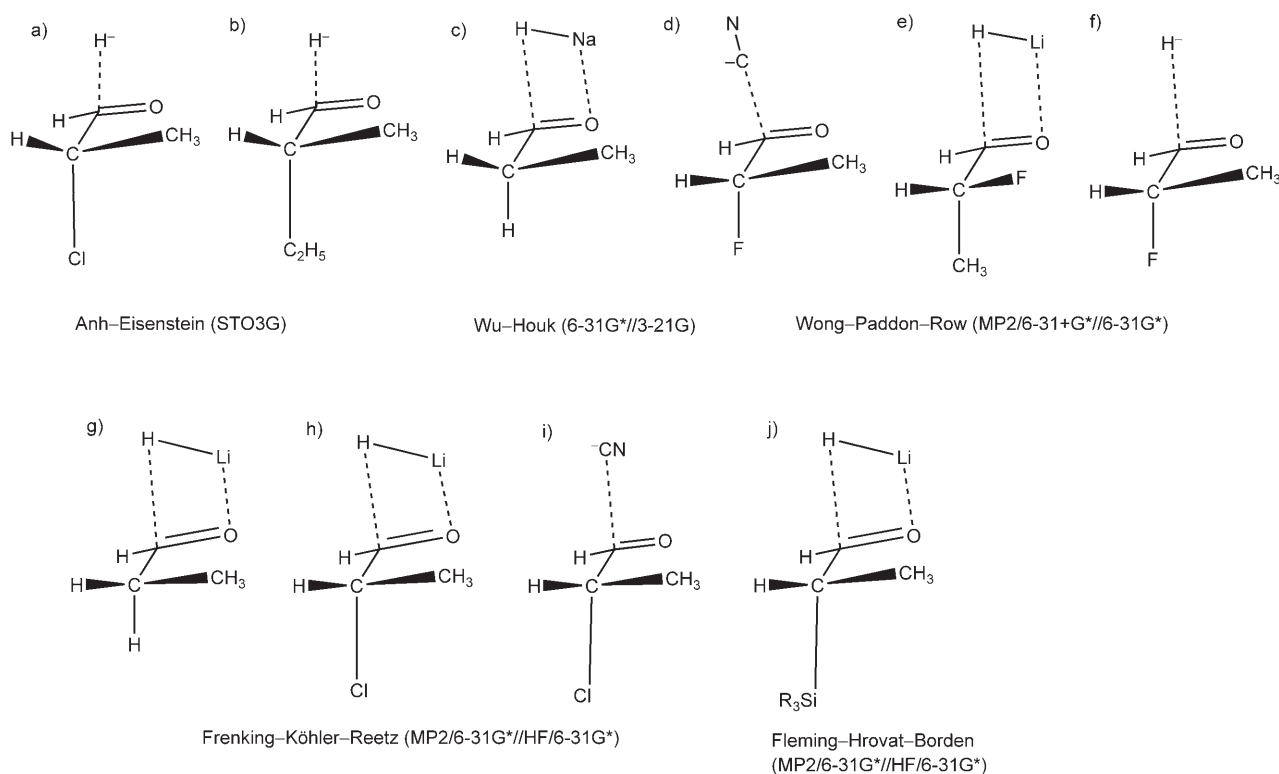 a)
H⁻
H
O
H
C
CH₃
Cl
b)
H⁻
H
O
H
C
CH₃
C₂H₅
c)
H
Na
H
O
H
C
CH₃
H
d)
N
–C
H
O
H
C
CH₃
F
e)
H
Li
H
O
H
C
F
CH₃
f)
H⁻
H
O
H
C
CH₃
F
Anh–Eisenstein (STO3G)
Wu–Houk (6-31G*//3-21G)
Wong–Paddon–Row (MP2/6-31+G*//6-31G*)
g)
H
Li
H
O
H
C
CH₃
H
h)
H
Li
H
O
H
C
CH₃
Cl
i)
⁻CN
H
O
H
C
CH₃
Cl
j)
H
Li
H
O
H
C
CH₃
R₃Si
Frenking–Köhler–Reetz (MP2/6-31G*//HF/6-31G*)
Fleming–Hrovat–Borden
(MP2/6-31G*//HF/6-31G*)